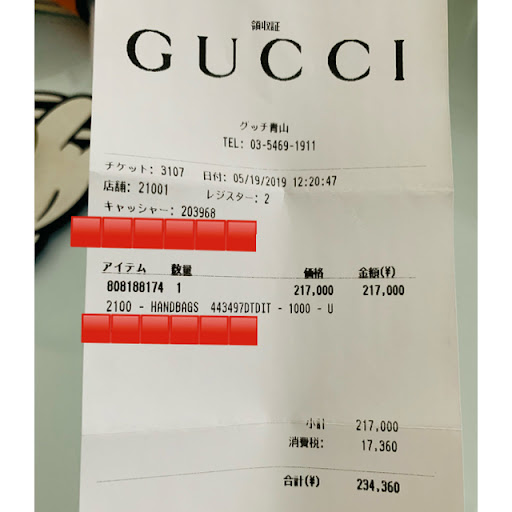 領収証
GUCCI
グッチ青山
TEL: 03-5469-1911
チケット: 3107 日付: 05/19/2019 12:20:47
店舗: 21001 レジスター: 2
キャッシャー: 203968
アイテム 数量 価格 金額(¥)
808188174 1 217,000 217,000
2100 - HANDBAGS 443497DTDIT - 1000 - U
小計 217,000
消費税: 17,360
合計(¥) 234,360